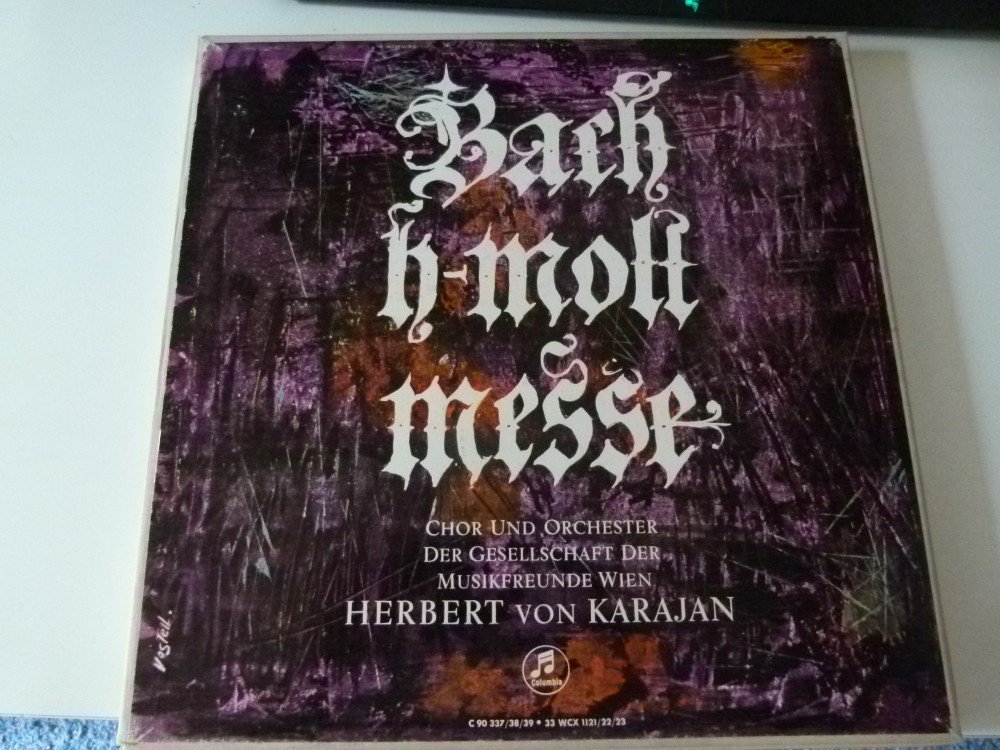 Bach
h-moll
messe
CHOR UND ORCHESTER
DER GESELLSCHAFT DER
MUSIKFREUNDE WIEN
HERBERT VON KARAJAN
Vostell.
Columbia
C 90 337/38/39 • 33 WCX 1121/22/23